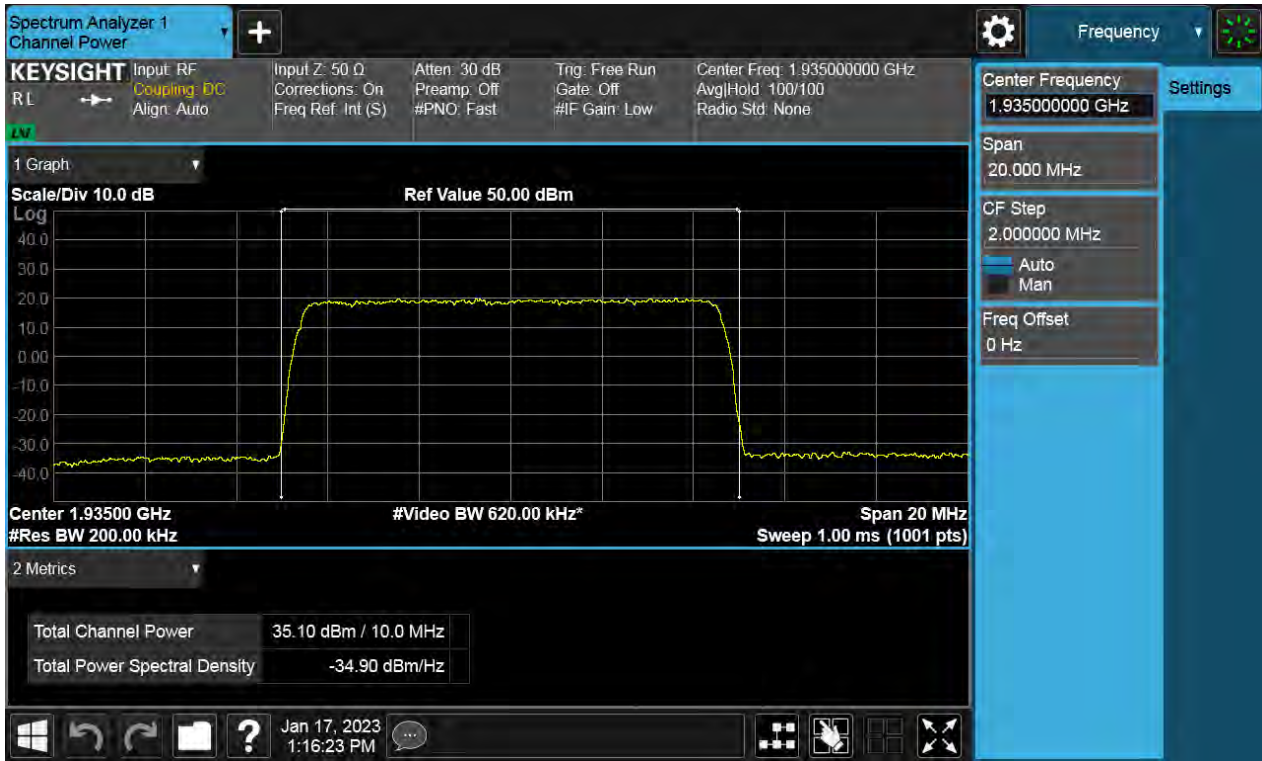 Spectrum Analyzer 1
Channel Power
Frequency
KEYSIGHT
RL
Input: RF
Coupling: DC
Align: Auto
Input Z: 50 Ω
Corrections: On
Freq Ref: Int (S)
Atten: 30 dB
Preamp: Off
#PNO: Fast
Trig: Free Run
Gate: Off
#IF Gain: Low
Center Freq: 1.935000000 GHz
Avg|Hold: 100/100
Radio Std: None
1 Graph
Scale/Div 10.0 dB
Ref Value 50.00 dBm
Log
40.0
30.0
20.0
10.0
0.00
-10.0
-20.0
-30.0
-40.0
Center 1.93500 GHz
#Video BW 620.00 kHz*
Span 20 MHz
#Res BW 200.00 kHz
Sweep 1.00 ms (1001 pts)
2 Metrics
Total Channel Power
35.10 dBm / 10.0 MHz
Total Power Spectral Density
-34.90 dBm/Hz
Jan 17, 2023
1:16:23 PM
Center Frequency
1.935000000 GHz
Settings
Span
20.000 MHz
CF Step
2.000000 MHz
Auto
Man
Freq Offset
0 Hz